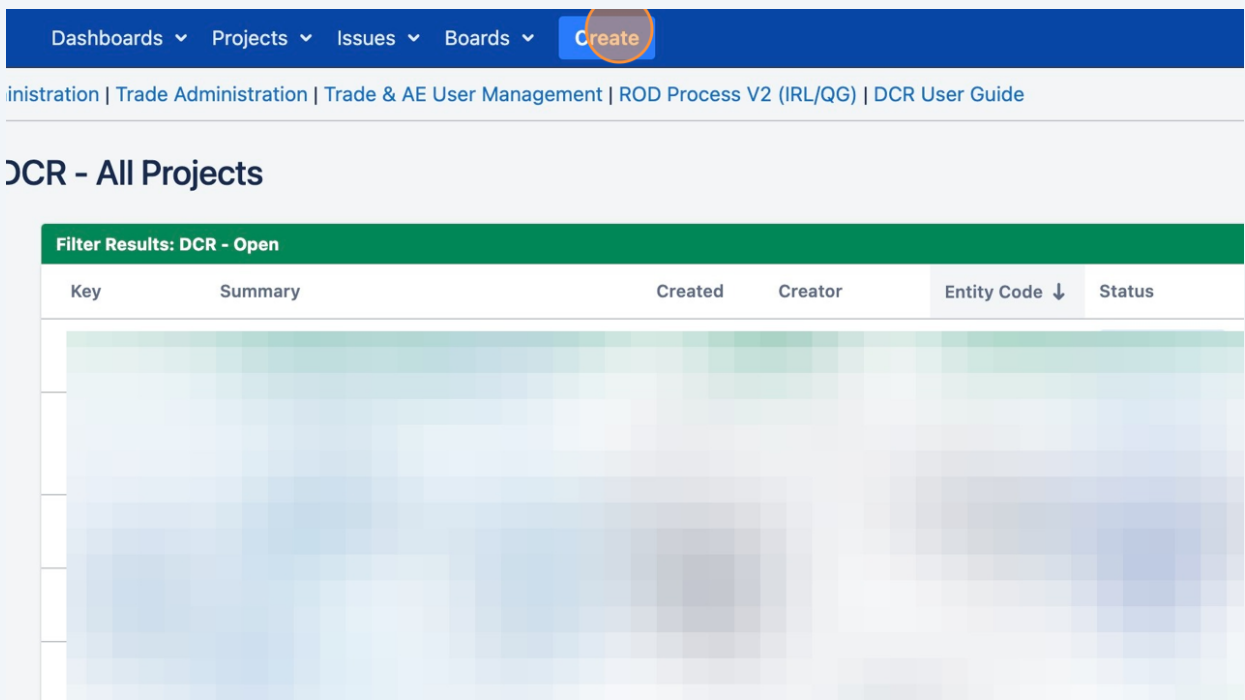 Dashboards Projects Issues Boards Create
inistration | Trade Administration | Trade & AE User Management | ROD Process V2 (IRL/QG) | DCR User Guide
DCR - All Projects
Filter Results: DCR - Open
Key Summary Created Creator Entity Code ↓ Status